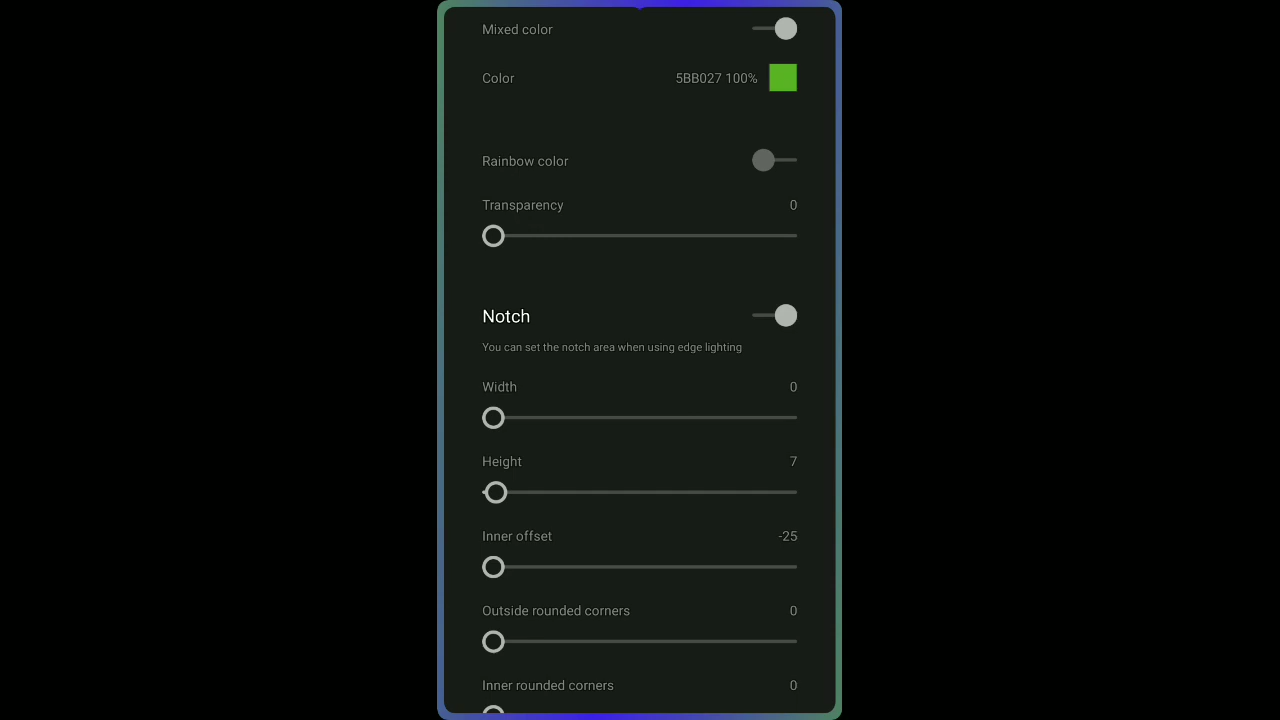 Mixed color
Color 5BB027 100%
Rainbow color
Transparency 0
Notch
You can set the notch area when using edge lighting
Width 0
Height 7
Inner offset -25
Outside rounded corners 0
Inner rounded corners 0